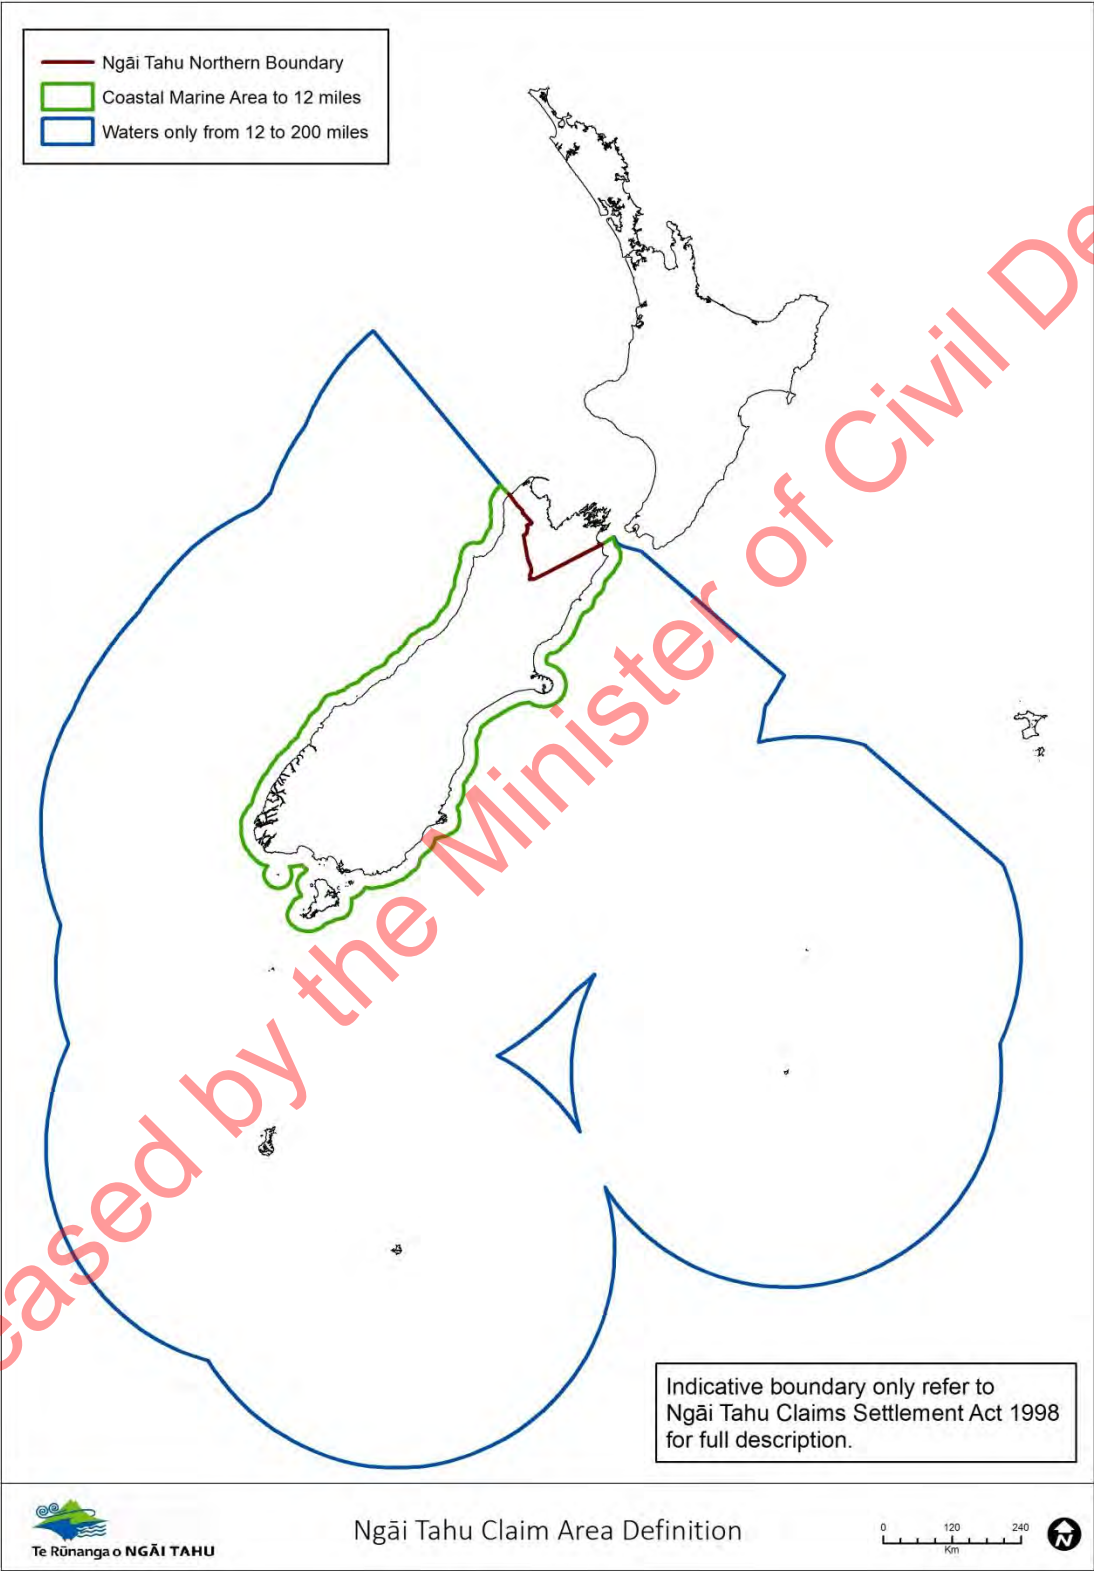 Ngāi Tahu Northern Boundary
Coastal Marine Area to 12 miles
Waters only from 12 to 200 miles
eased by the Minister of Civil De
Indicative boundary only refer to
Ngāi Tahu Claims Settlement Act 1998
for full description.
Te Rūnanga o NGĀI TAHU
Ngāi Tahu Claim Area Definition
0 120 240
Km
N